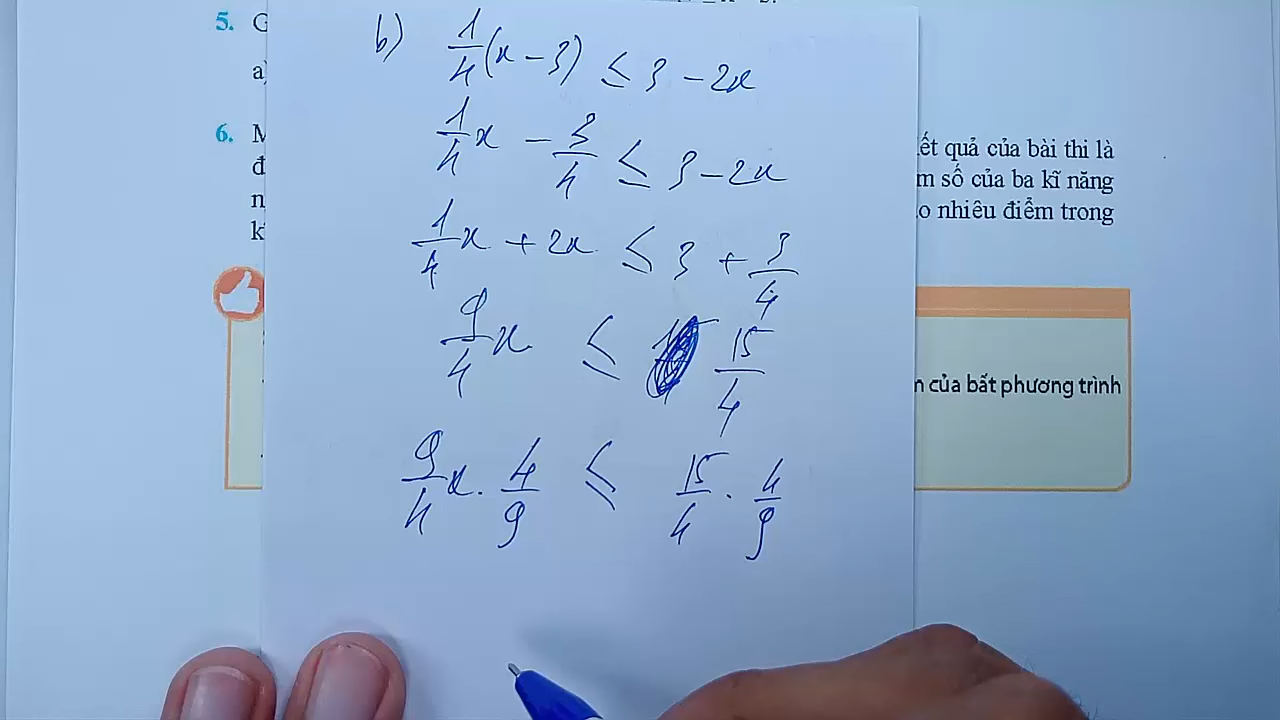 5. G
a)
6. M
đ
n
k
ết quả của bài thi là
m số của ba kĩ năng
o nhiêu điểm trong
n của bất phương trình
b) 1/4(x - 3) ≤ 3 - 2x
1/4x - 3/4 ≤ 3 - 2x
1/4x + 2x ≤ 3 + 3/4
9/4x ≤ 15/4
9/4x . 4/9 ≤ 15/4 . 4/9